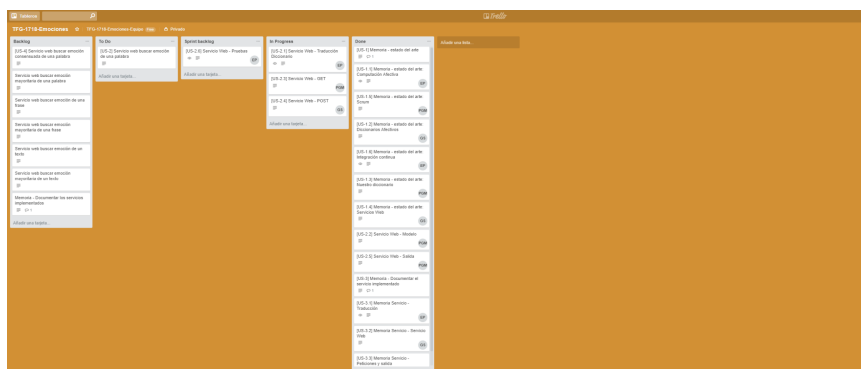 Tableros
Trello
TFG-1718-Emociones
TFG-1718-Emociones-Equipo
Privado
Backlog
[US-4] Servicio web buscar emoción
consensuada de una palabra
Servicio web buscar emoción
mayoritaria de una palabra
Servicio web buscar emoción de una
frase
Servicio web buscar emoción
mayoritaria de una frase
Servicio web buscar emoción de un
texto
Servicio web buscar emoción
mayoritaria de un texto
Memoria - Documentar los servicios
implementados
Añadir una tarjeta...
To Do
[US-2] Servicio web buscar emoción
de una palabra
Añadir una tarjeta...
Sprint backlog
[US-2.6] Servicio Web - Pruebas
Añadir una tarjeta...
In Progress
[US-2.1] Servicio Web - Traducción
Diccionario
[US-2.3] Servicio Web - GET
PGM
[US-2.4] Servicio Web - POST
GS
Añadir una tarjeta...
Done
[US-1] Memoria - estado del arte
[US-1.1] Memoria - estado del arte
Computación Afectiva
[US-1.5] Memoria - estado del arte
Scrum
PGM
[US-1.2] Memoria - estado del arte
Diccionarios Afectivos
GS
[US-1.6] Memoria - estado del arte
Integración continua
[US-1.3] Memoria - estado del arte
Nuestro diccionario
PGM
[US-1.4] Memoria - estado del arte
Servicios Web
GS
[US-2.2] Servicio Web - Modelo
PGM
[US-2.5] Servicio Web - Salida
PGM
[US-3] Memoria - Documentar el
servicio implementado
[US-3.1] Memoria Servicio -
Traducción
[US-3.2] Memoria Servicio - Servicio
Web
GS
[US-3.3] Memoria Servicio -
Peticiones y salida
Añadir una lista...